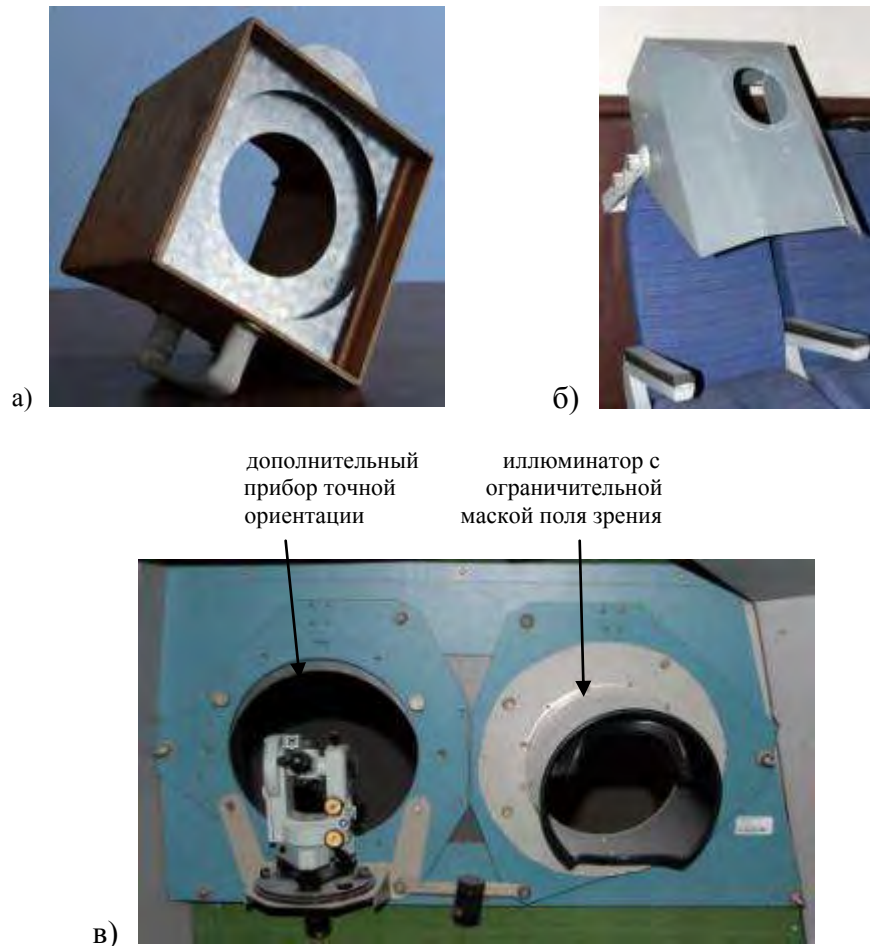 а)
б)
дополнительный
прибор точной
ориентации
иллюминатор с
ограничительной
маской поля зрения
в)